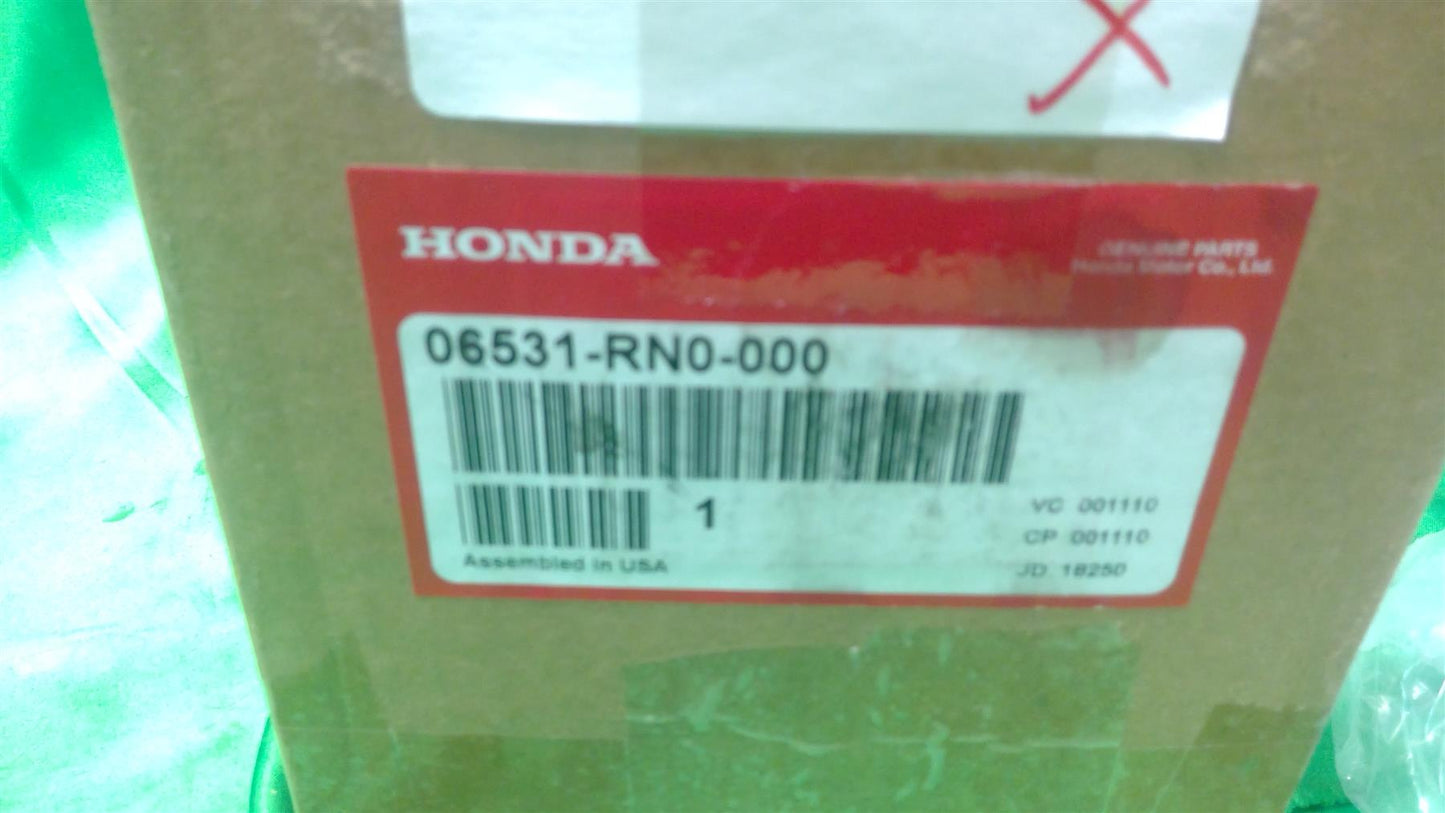 HONDA
GENUINE PARTS
Honda Motor Co., Ltd.
06531-RN0-000
1
VC 001110
CP 001110
Assembled in USA
JD 18250